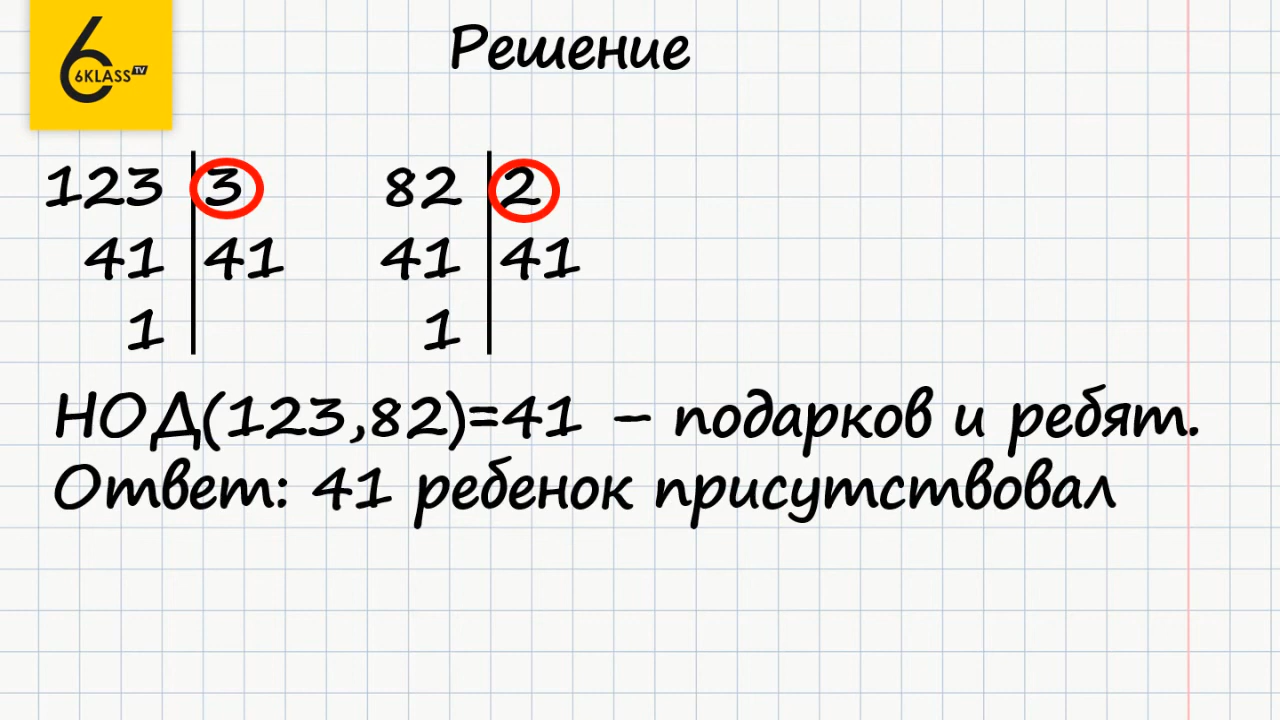 6KLASS TV
Решение
123 | 3
41 | 41
1 |
82 | 2
41 | 41
1 |
НОД(123,82)=41 – подарков и ребят.
Ответ: 41 ребенок присутствовал